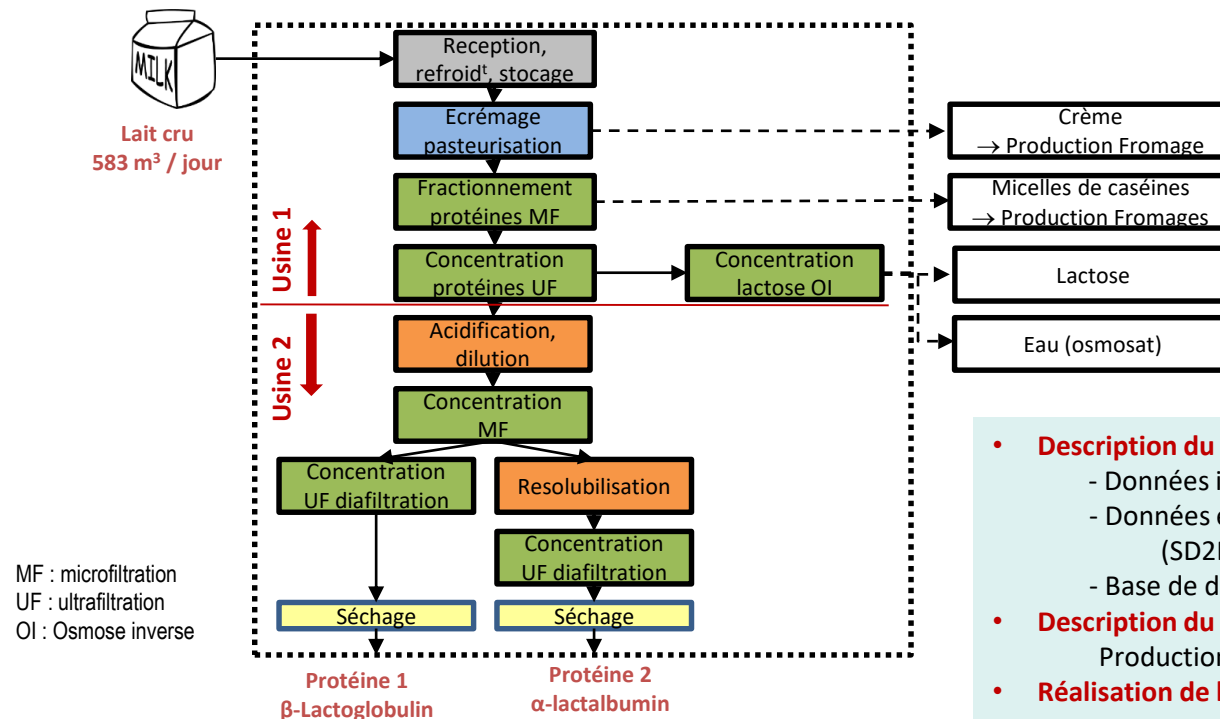 MILK
Lait cru
583 m³ / jour
Reception,
refroidᵗ, stocage
Ecrémage
pasteurisation
Crème
→ Production Fromage
Fractionnement
protéines MF
Micelles de caséines
→ Production Fromages
Usine 1
Concentration
protéines UF
Concentration
lactose OI
Lactose
Eau (osmosat)
Usine 2
Acidification,
dilution
Concentration
MF
Concentration
UF diafiltration
Resolubilisation
Concentration
UF diafiltration
Séchage
Séchage
MF : microfiltration
UF : ultrafiltration
OI : Osmose inverse
Protéine 1
β-Lactoglobulin
Protéine 2
α-lactalbumin
• Description du
- Données
- Données
- Base de
• Description du
Production
• Réalisation de